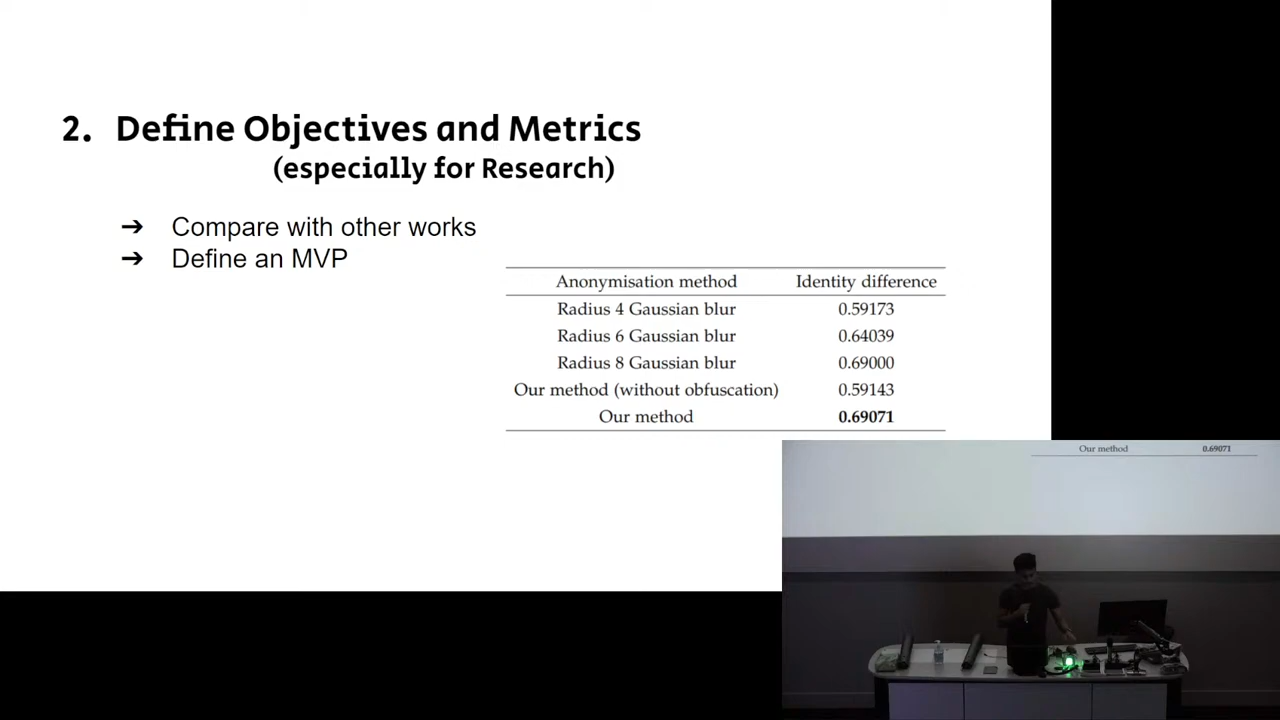 2. Define Objectives and Metrics
(especially for Research)
➔ Compare with other works
➔ Define an MVP
Anonymisation method Identity difference
Radius 4 Gaussian blur 0.59173
Radius 6 Gaussian blur 0.64039
Radius 8 Gaussian blur 0.69000
Our method (without obfuscation) 0.59143
Our method 0.69071
Our method 0.69071